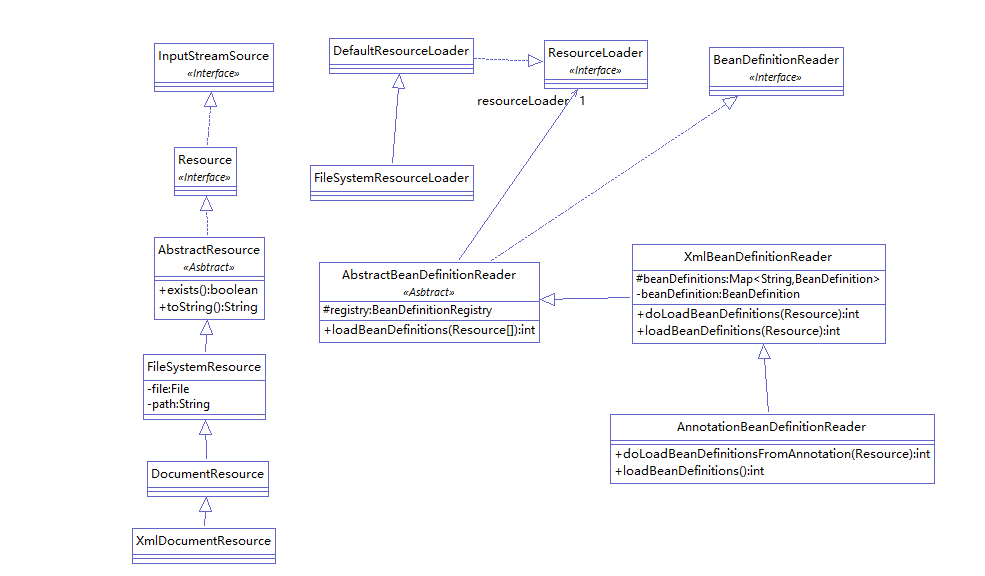 InputStreamSource
«Interface»
Resource
«Interface»
AbstractResource
«Asbtract»
+exists():boolean
+toString():String
FileSystemResource
-file:File
-path:String
DocumentResource
XmlDocumentResource
DefaultResourceLoader
ResourceLoader
«Interface»
resourceLoader 1
FileSystemResourceLoader
BeanDefinitionReader
«Interface»
AbstractBeanDefinitionReader
«Asbtract»
#registry:BeanDefinitionRegistry
+loadBeanDefinitions(Resource[]):int
XmlBeanDefinitionReader
#beanDefinitions:Map<String,BeanDefinition>
-beanDefinition:BeanDefinition
+doLoadBeanDefinitions(Resource):int
+loadBeanDefinitions(Resource):int
AnnotationBeanDefinitionReader
+doLoadBeanDefinitionsFromAnnotation(Resource):int
+loadBeanDefinitions():int